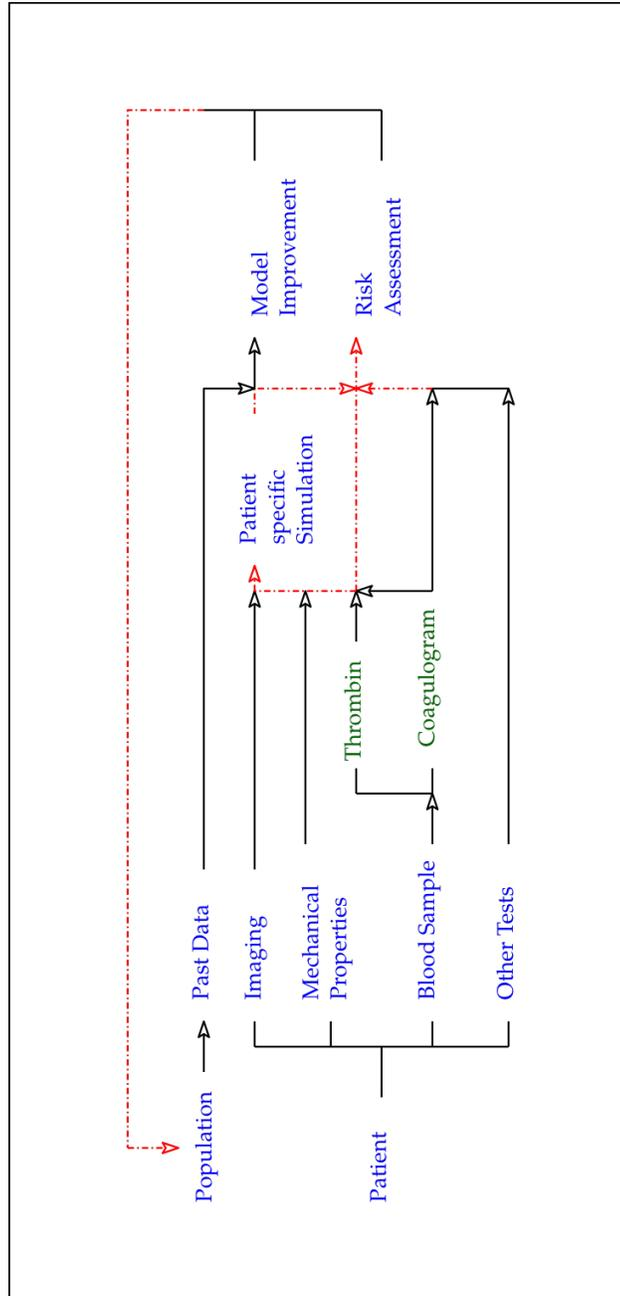 Population
Patient
Past Data
Imaging
Mechanical
Properties
Blood Sample
Other Tests
Thrombin
Coagulogram
Patient
specific
Simulation
Model
Improvement
Risk
Assessment